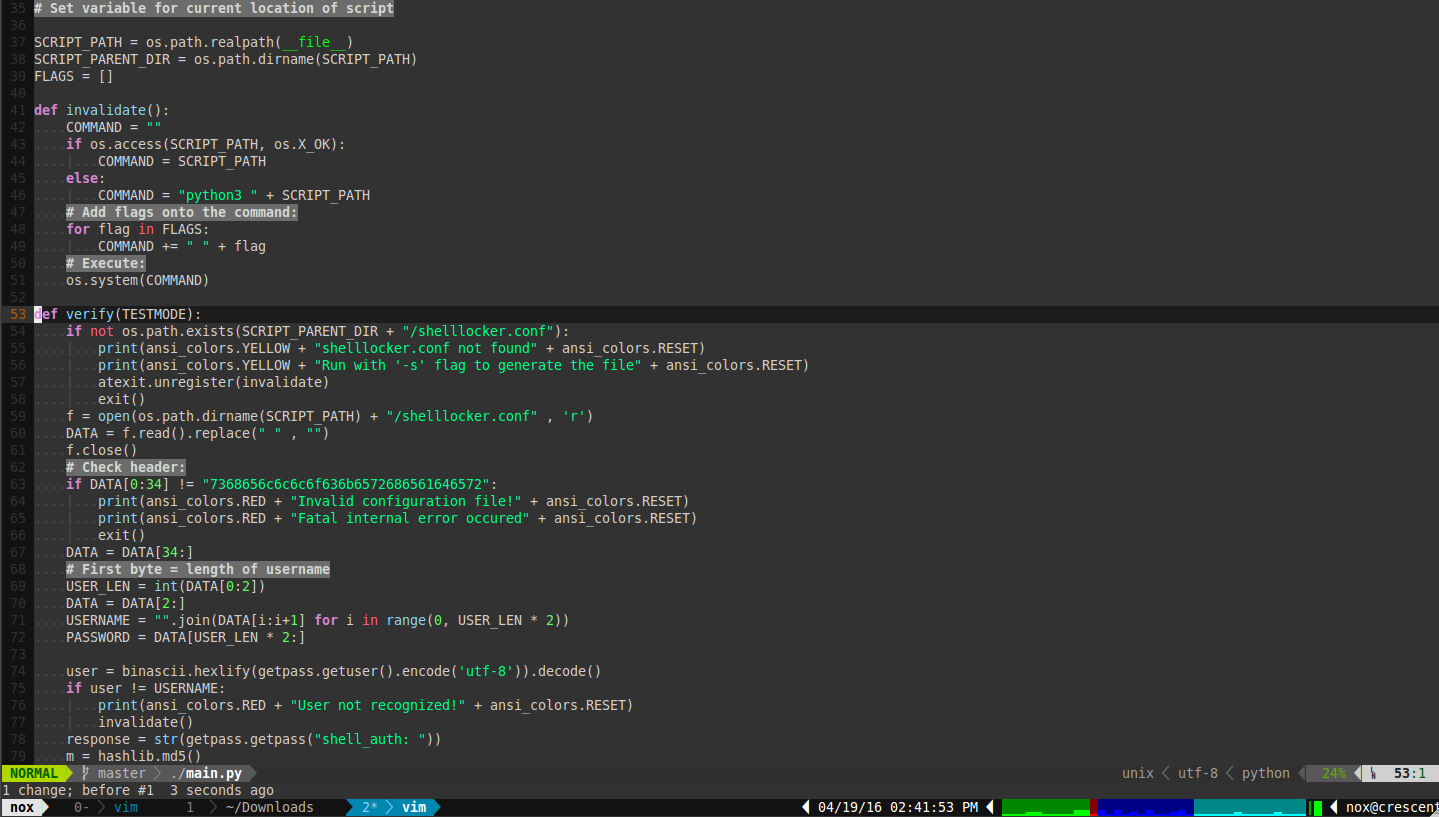 35 # Set variable for current location of script
36
37 SCRIPT_PATH = os.path.realpath(__file__)
38 SCRIPT_PARENT_DIR = os.path.dirname(SCRIPT_PATH)
39 FLAGS = []
40
41 def invalidate():
42 ....COMMAND = ""
43 ....if os.access(SCRIPT_PATH, os.X_OK):
44 ....|...COMMAND = SCRIPT_PATH
45 ....else:
46 ....|...COMMAND = "python3 " + SCRIPT_PATH
47 ....# Add flags onto the command:
48 ....for flag in FLAGS:
49 ....|...COMMAND += " " + flag
50 ....# Execute:
51 ....os.system(COMMAND)
52
53 def verify(TESTMODE):
54 ....if not os.path.exists(SCRIPT_PARENT_DIR + "/shelllocker.conf"):
55 ....|...print(ansi_colors.YELLOW + "shelllocker.conf not found" + ansi_colors.RESET)
56 ....|...print(ansi_colors.YELLOW + "Run with '-s' flag to generate the file" + ansi_colors.RESET)
57 ....|...atexit.unregister(invalidate)
58 ....|...exit()
59 ....f = open(os.path.dirname(SCRIPT_PATH) + "/shelllocker.conf" , 'r')
60 ....DATA = f.read().replace(" " , "")
61 ....f.close()
62 ....# Check header:
63 ....if DATA[0:34] != "7368656c6c6c6f636b6572686561646572":
64 ....|...print(ansi_colors.RED + "Invalid configuration file!" + ansi_colors.RESET)
65 ....|...print(ansi_colors.RED + "Fatal internal error occured" + ansi_colors.RESET)
66 ....|...exit()
67 ....DATA = DATA[34:]
68 ....# First byte = length of username
69 ....USER_LEN = int(DATA[0:2])
70 ....DATA = DATA[2:]
71 ....USERNAME = "".join(DATA[i:i+1] for i in range(0, USER_LEN * 2))
72 ....PASSWORD = DATA[USER_LEN * 2:]
73
74 ....user = binascii.hexlify(getpass.getuser().encode('utf-8')).decode()
75 ....if user != USERNAME:
76 ....|...print(ansi_colors.RED + "User not recognized!" + ansi_colors.RESET)
77 ....|...invalidate()
78 ....response = str(getpass.getpass("shell_auth: "))
79 ....m = hashlib.md5()
NORMAL master ./main.py unix utf-8 python 24% 53:1
1 change; before #1 3 seconds ago
nox 0- vim 1 ~/Downloads 2* vim 04/19/16 02:41:53 PM nox@crescent